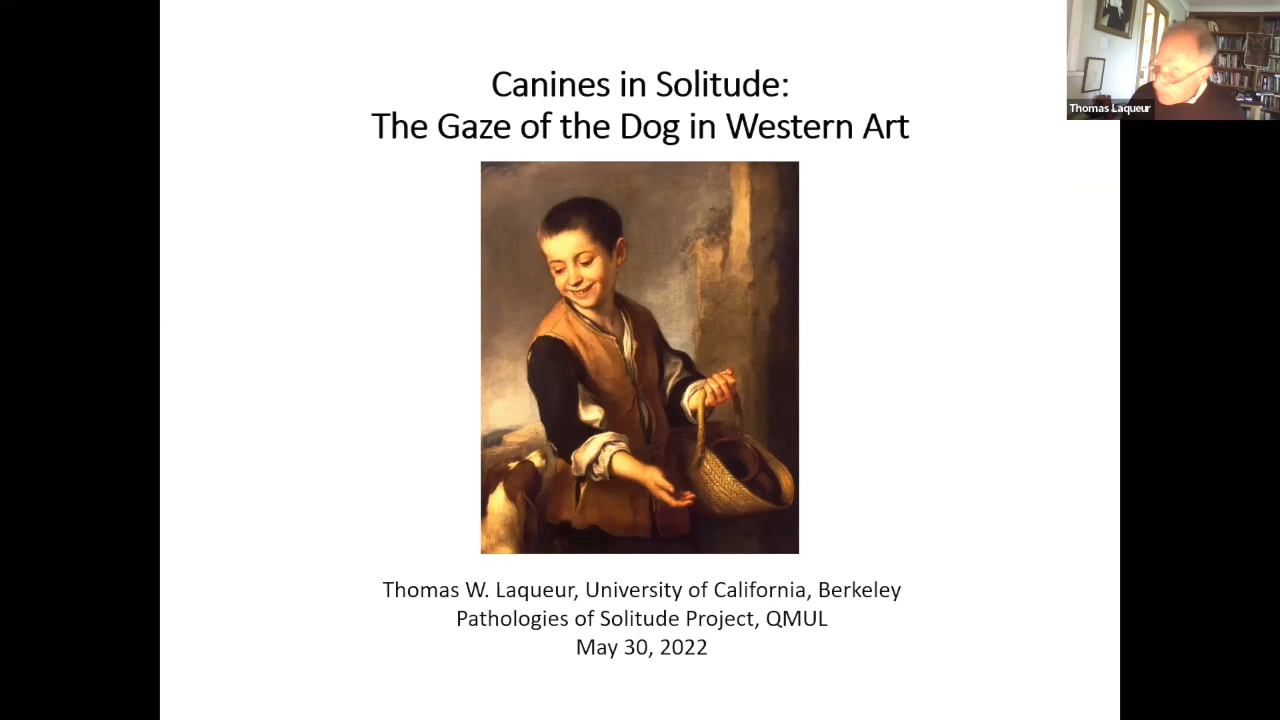 Canines in Solitude:
The Gaze of the Dog in Western Art
Thomas Laqueur
Thomas W. Laqueur, University of California, Berkeley
Pathologies of Solitude Project, QMUL
May 30, 2022